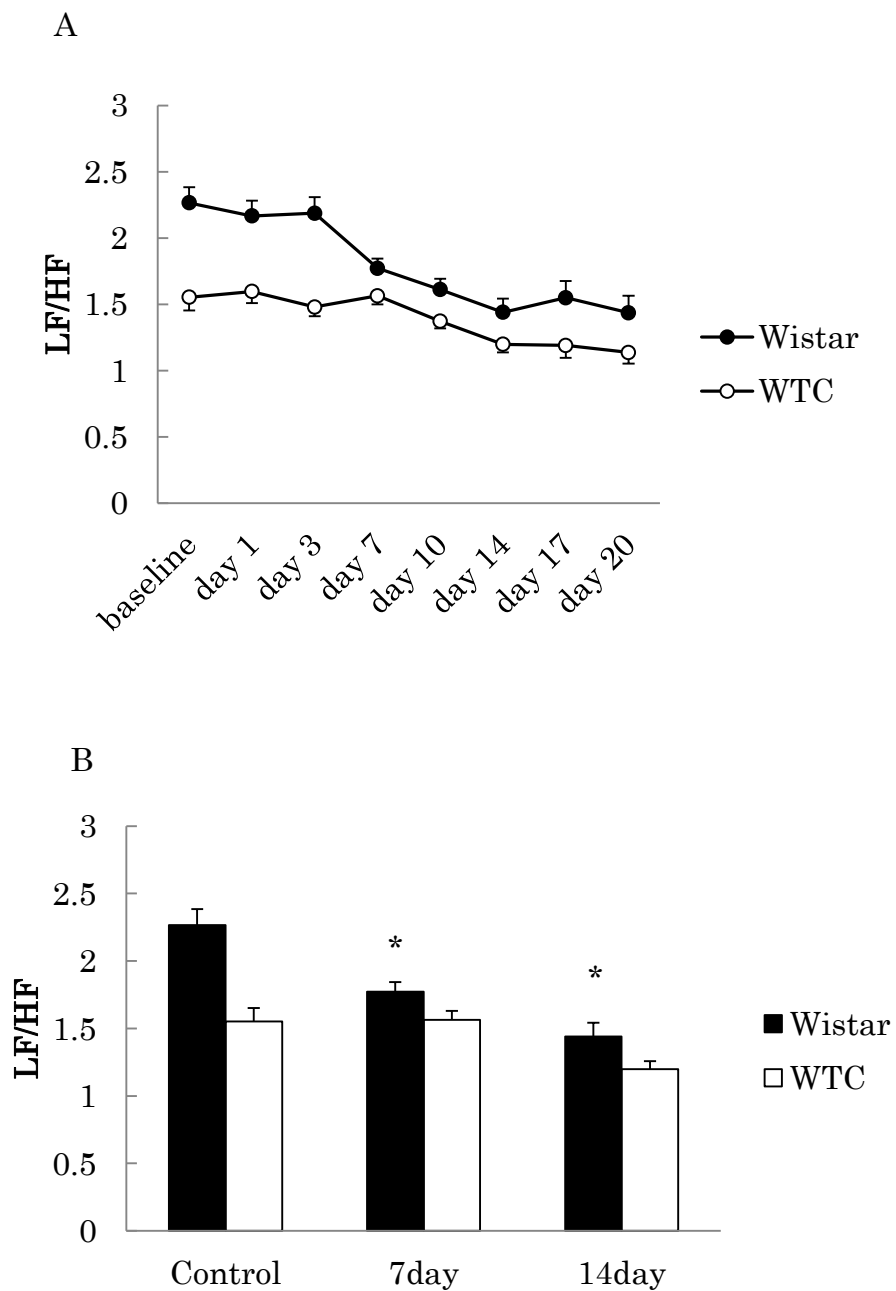 A
3
2.5
2
1.5
1
0.5
0
LF/HF
baseline
day 1
day 3
day 7
day 10
day 14
day 17
day 20
Wistar
WTC
B
3
2.5
2
1.5
1
0.5
0
LF/HF
*
*
Control
7day
14day
Wistar
WTC